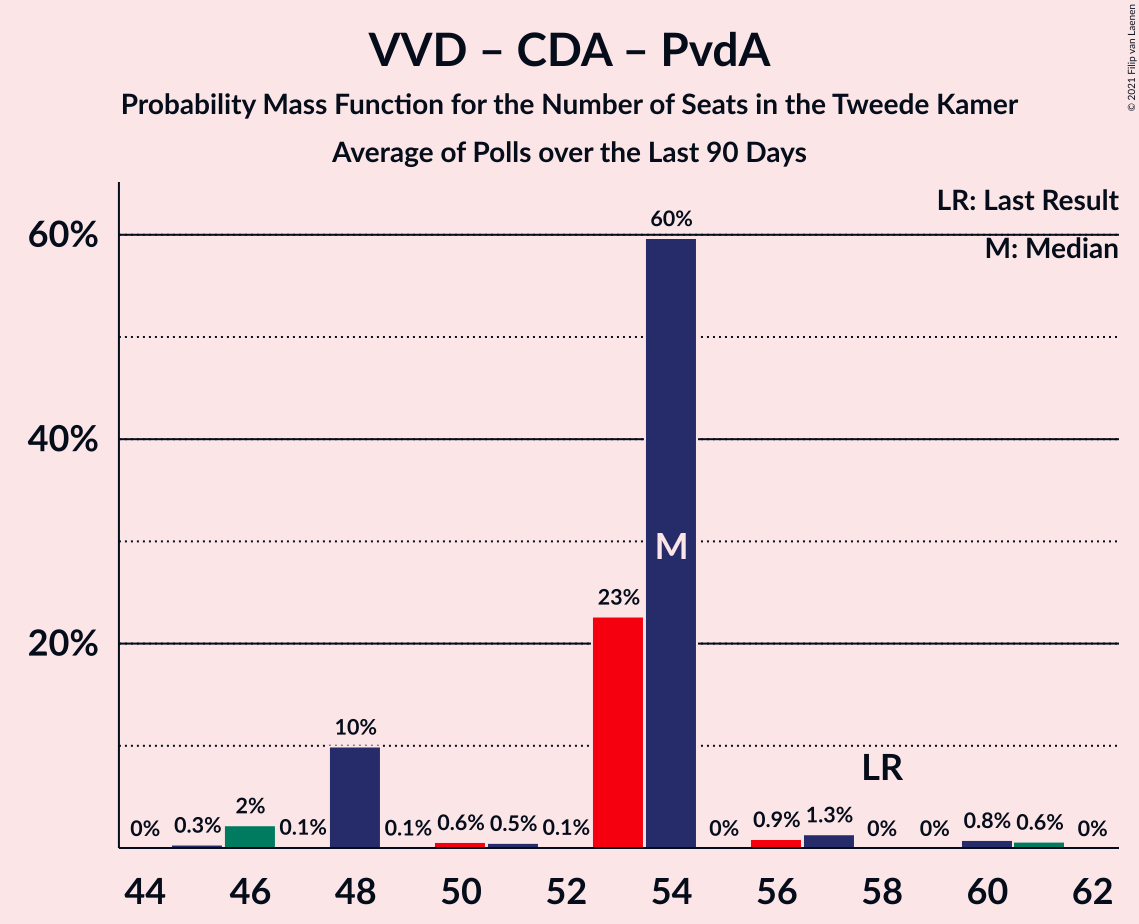 VVD – CDA – PvdA
Probability Mass Function for the Number of Seats in the Tweede Kamer
Average of Polls over the Last 90 Days
© 2021 Filip van Laenen
LR: Last Result
M: Median
60%
40%
20%
0%
0.3%
2%
0.1%
10%
0.1%
0.6%
0.5%
0.1%
23%
60%
M
0%
0.9%
1.3%
LR
0%
0%
0.8%
0.6%
0%
44 46 48 50 52 54 56 58 60 62